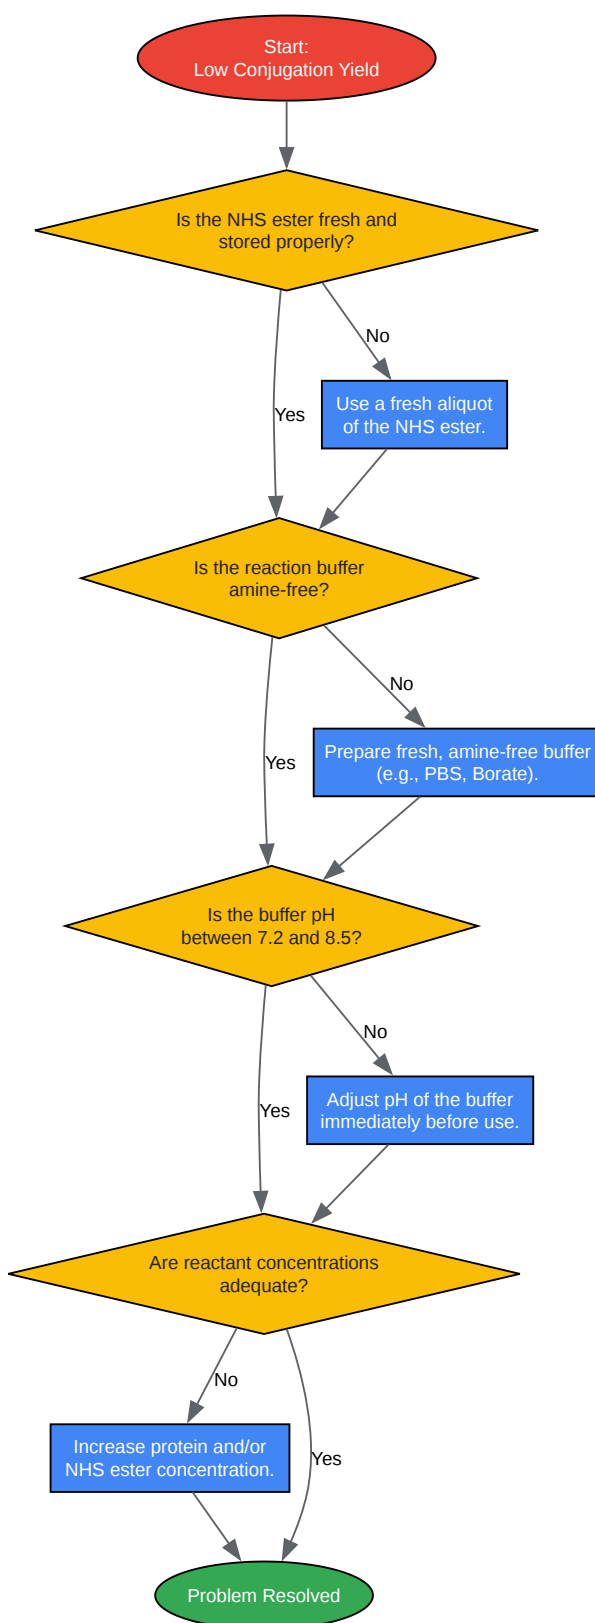 Start:
Low Conjugation Yield
Is the NHS ester fresh and
stored properly?
No
Use a fresh aliquot
of the NHS ester.
Yes
Is the reaction buffer
amine-free?
No
Prepare fresh, amine-free buffer
(e.g., PBS, Borate).
Yes
Is the buffer pH
between 7.2 and 8.5?
No
Adjust pH of the buffer
immediately before use.
Yes
Are reactant concentrations
adequate?
No
Increase protein and/or
NHS ester concentration.
Yes
Problem Resolved